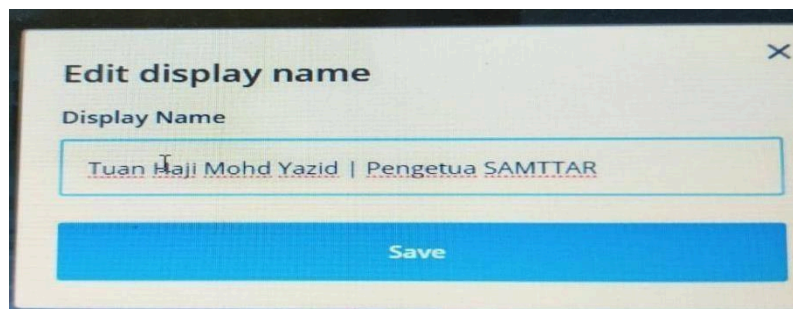 Edit display name
Display Name
Tuan Haji Mohd Yazid | Pengetua SAMTTAR
Save